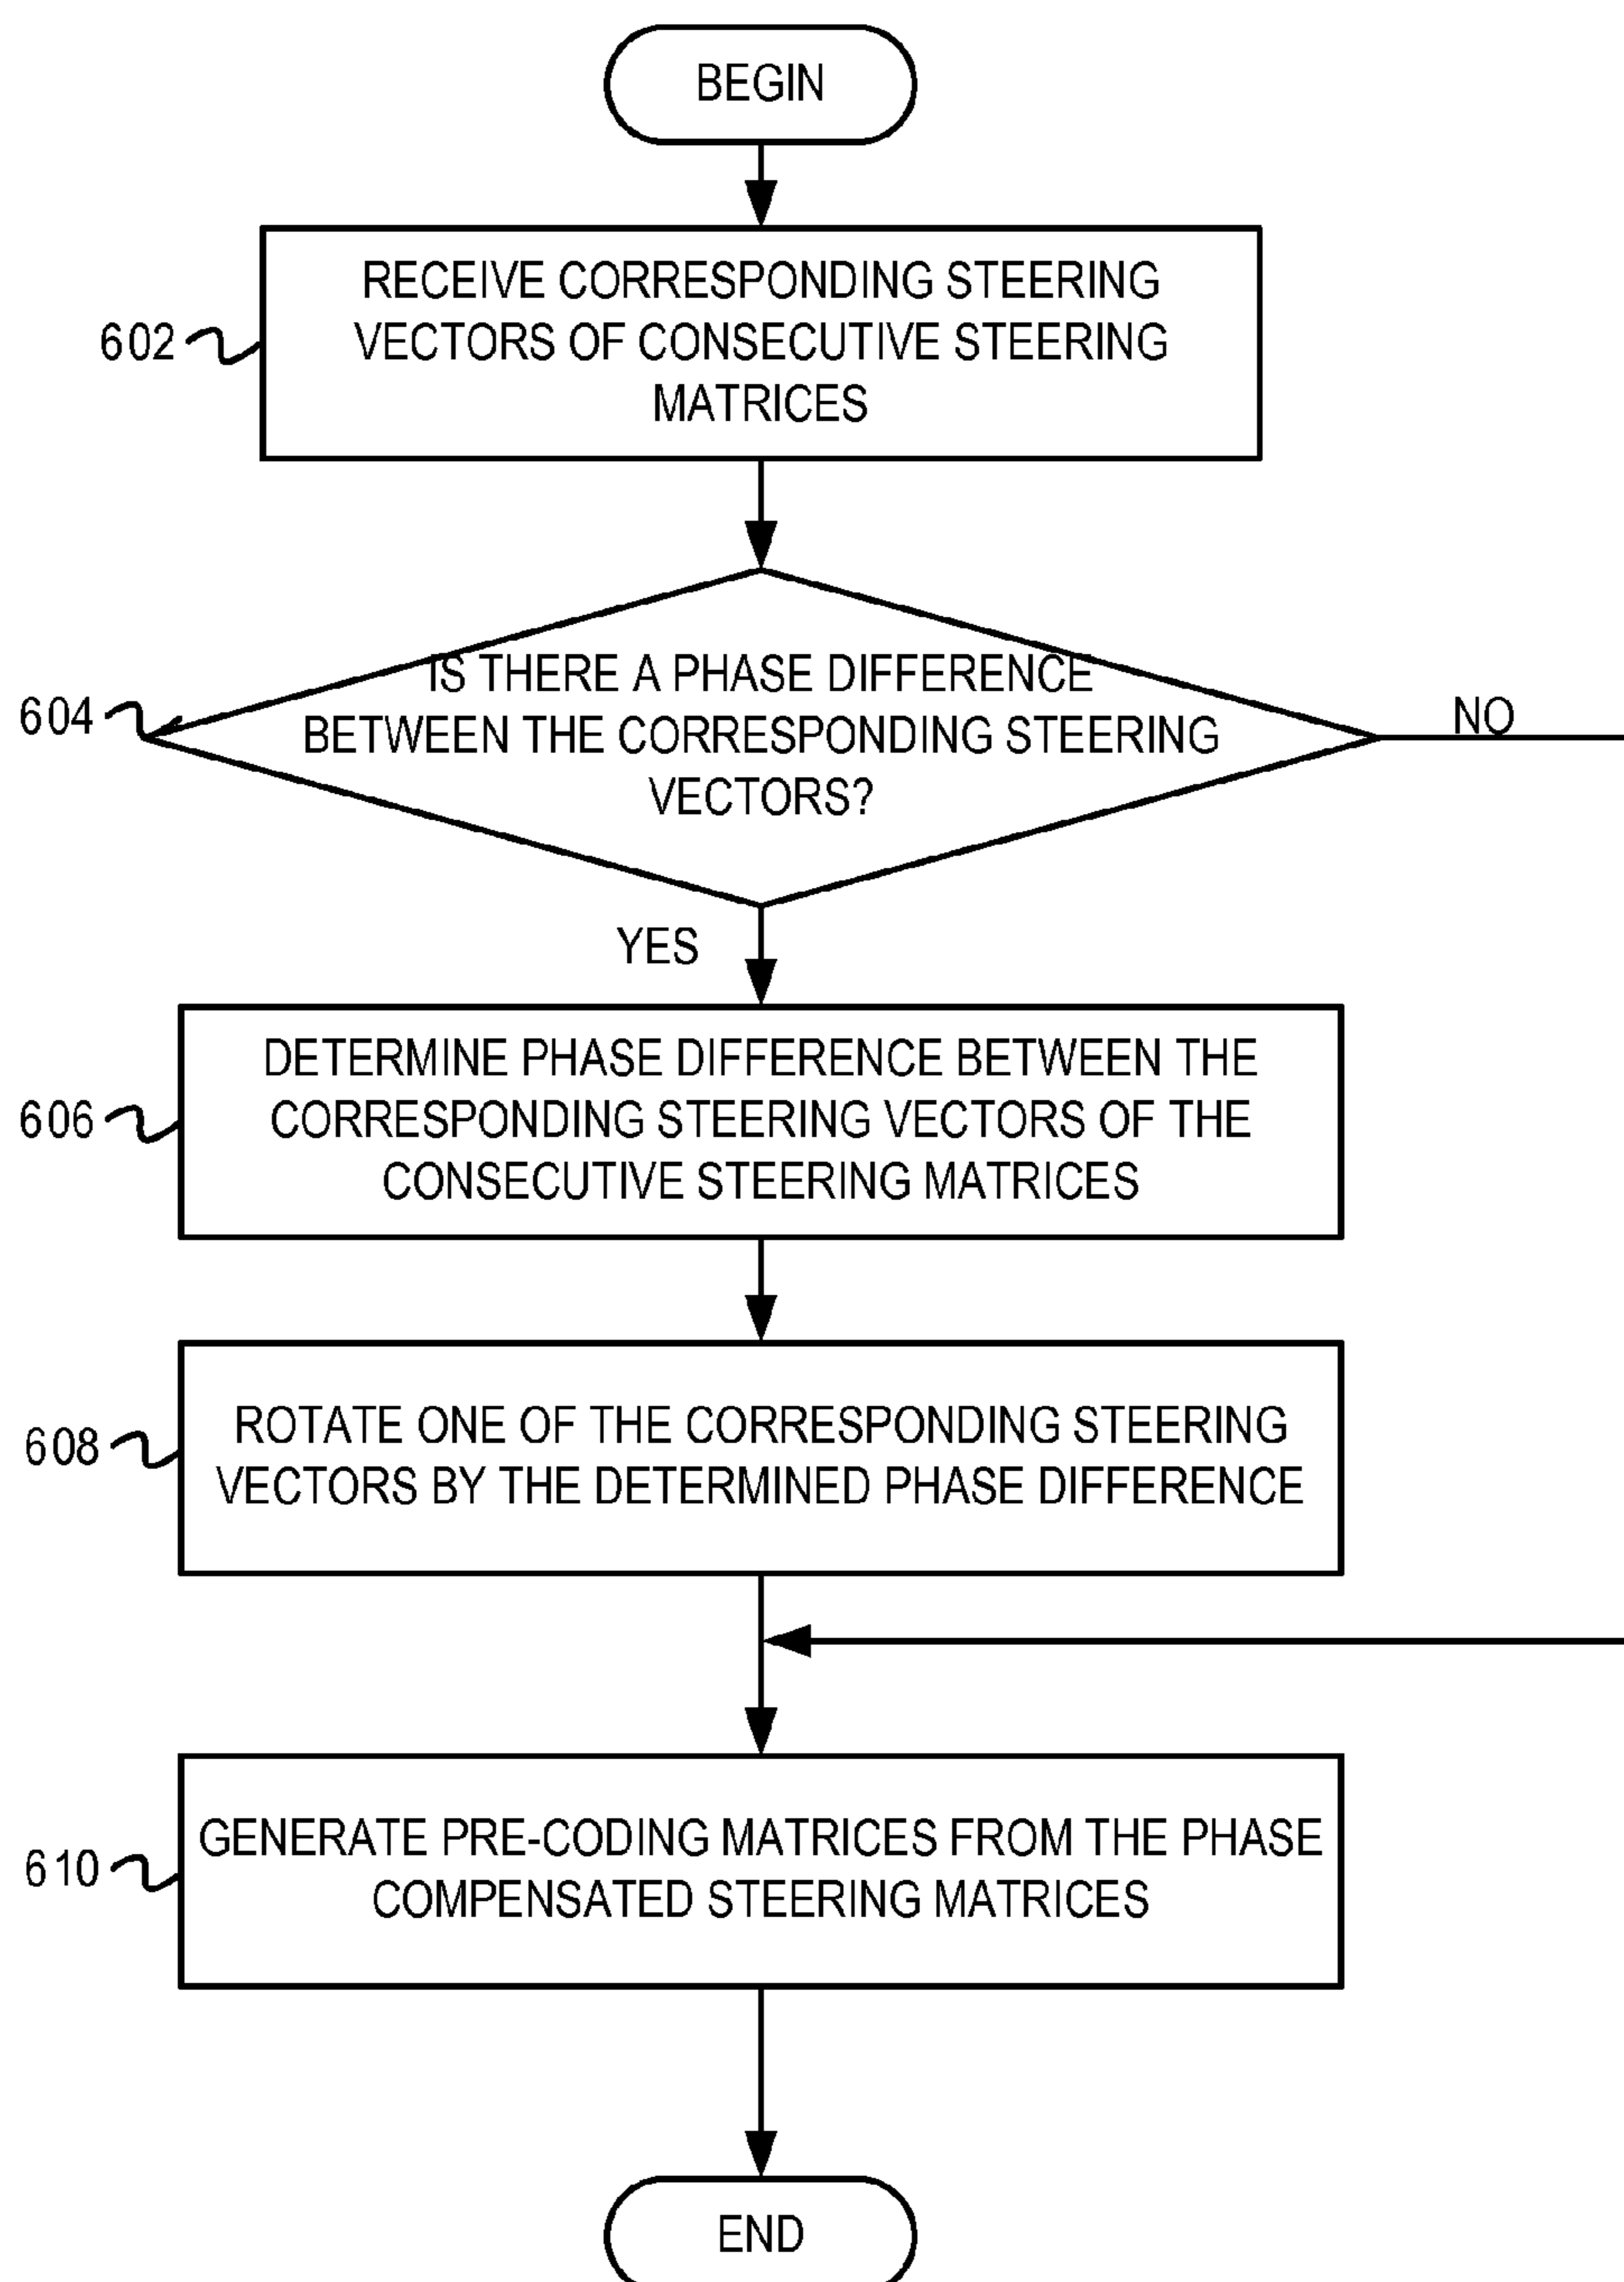 BEGIN
RECEIVE CORRESPONDING STEERING
VECTORS OF CONSECUTIVE STEERING
MATRICES
602
IS THERE A PHASE DIFFERENCE
BETWEEN THE CORRESPONDING STEERING
VECTORS?
604
NO
YES
DETERMINE PHASE DIFFERENCE BETWEEN THE
CORRESPONDING STEERING VECTORS OF THE
CONSECUTIVE STEERING MATRICES
606
ROTATE ONE OF THE CORRESPONDING STEERING
VECTORS BY THE DETERMINED PHASE DIFFERENCE
608
GENERATE PRE-CODING MATRICES FROM THE PHASE
COMPENSATED STEERING MATRICES
610
END